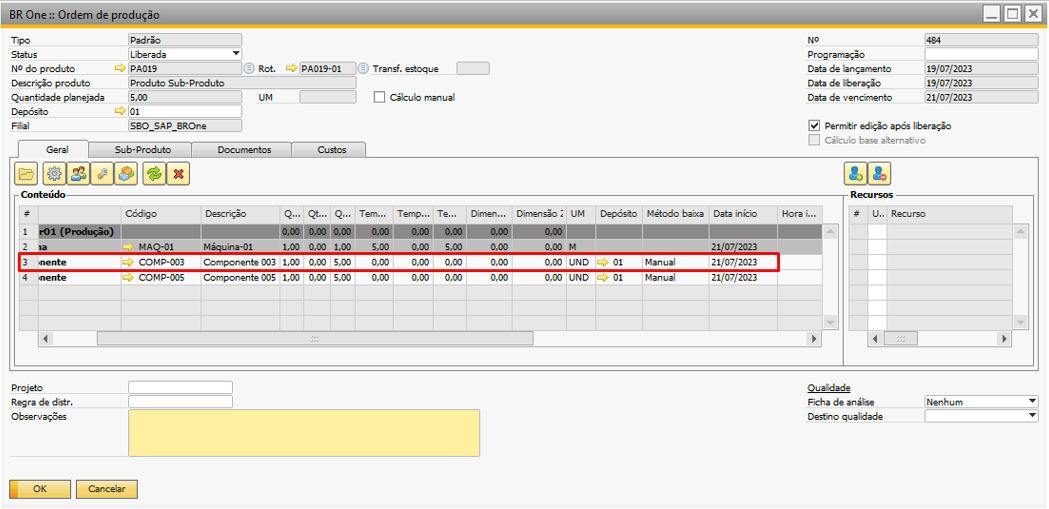 BR One :: Ordem de produção
Tipo Padrão Nº 484
Status Liberada Programação
Nº do produto PA019 Rot. PA019-01 Transf. estoque Data de lançamento 19/07/2023
Descrição produto Produto Sub-Produto Data de liberação 19/07/2023
Quantidade planejada 5,00 UM Cálculo manual Data de vencimento 21/07/2023
Depósito 01
Filial SBO_SAP_BROne Permitir edição após liberação
Cálculo base alternativo
Geral Sub-Produto Documentos Custos
Conteúdo Recursos
# Código Descrição Q... Qt... Q... Tem... Temp... Te... Dimen... Dimensão 2 UM Depósito Método baixa Data início Hora i... # U.. Recurso
1 r01 (Produção) 0,00 0,00 0,00 0,00 0,00 0,00 0,00 0,00
2 na MAQ-01 Máquina-01 1,00 0,00 1,00 5,00 0,00 5,00 0,00 0,00 M 21/07/2023
3 onente COMP-003 Componente 003 1,00 0,00 5,00 0,00 0,00 0,00 0,00 0,00 UND 01 Manual 21/07/2023
4 onente COMP-005 Componente 005 1,00 0,00 5,00 0,00 0,00 0,00 0,00 0,00 UND 01 Manual 21/07/2023
Projeto Qualidade
Regra de distr. Ficha de análise Nenhum
Observações Destino qualidade
OK Cancelar